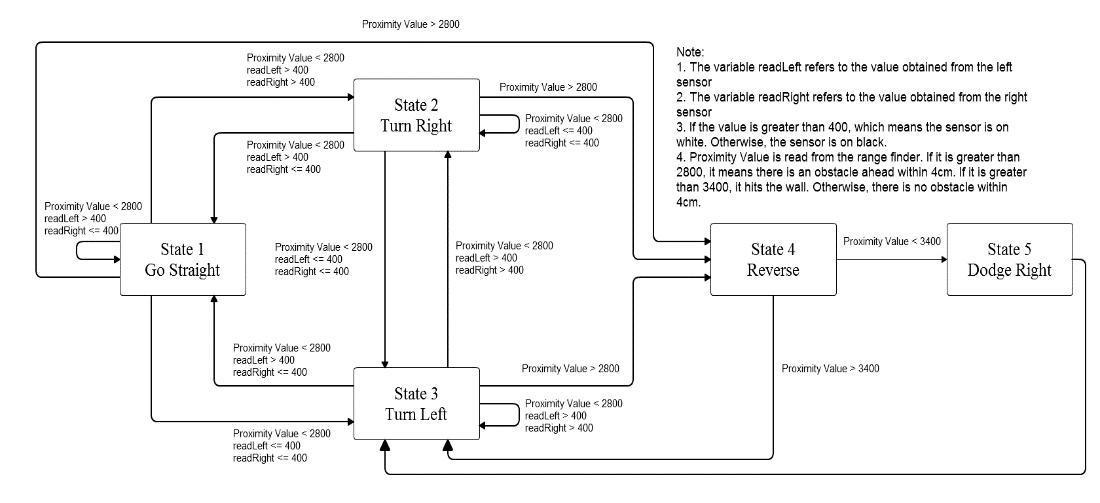 Proximity Value > 2800
Note:
1. The variable readLeft refers to the value obtained from the left
sensor
2. The variable readRight refers to the value obtained from the right
sensor
3. If the value is greater than 400, which means the sensor is on
white. Otherwise, the sensor is on black.
4. Proximity Value is read from the range finder. If it is greater than
2800, it means there is an obstacle ahead within 4cm. If it is greater
than 3400, it hits the wall. Otherwise, there is no obstacle within
4cm.
Proximity Value < 2800
readLeft > 400
readRight > 400
State 2
Turn Right
Proximity Value > 2800
Proximity Value < 2800
readLeft <= 400
readRight <= 400
Proximity Value < 2800
readLeft > 400
readRight <= 400
Proximity Value < 2800
readLeft > 400
readRight <= 400
State 1
Go Straight
Proximity Value < 2800
readLeft <= 400
readRight <= 400
Proximity Value < 2800
readLeft > 400
readRight > 400
State 4
Reverse
Proximity Value < 3400
State 5
Dodge Right
Proximity Value < 2800
readLeft > 400
readRight <= 400
State 3
Turn Left
Proximity Value > 2800
Proximity Value > 3400
Proximity Value < 2800
readLeft > 400
readRight > 400
Proximity Value < 2800
readLeft <= 400
readRight <= 400